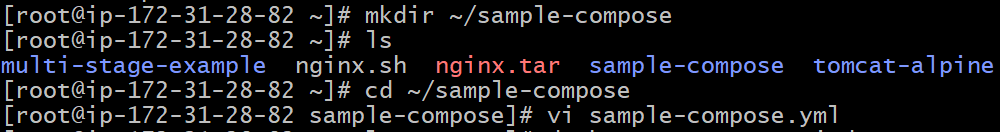 [root@ip-172-31-28-82 ~]# mkdir ~/sample-compose
[root@ip-172-31-28-82 ~]# ls
multi-stage-example nginx.sh nginx.tar sample-compose tomcat-alpine
[root@ip-172-31-28-82 ~]# cd ~/sample-compose
[root@ip-172-31-28-82 sample-compose]# vi sample-compose.yml